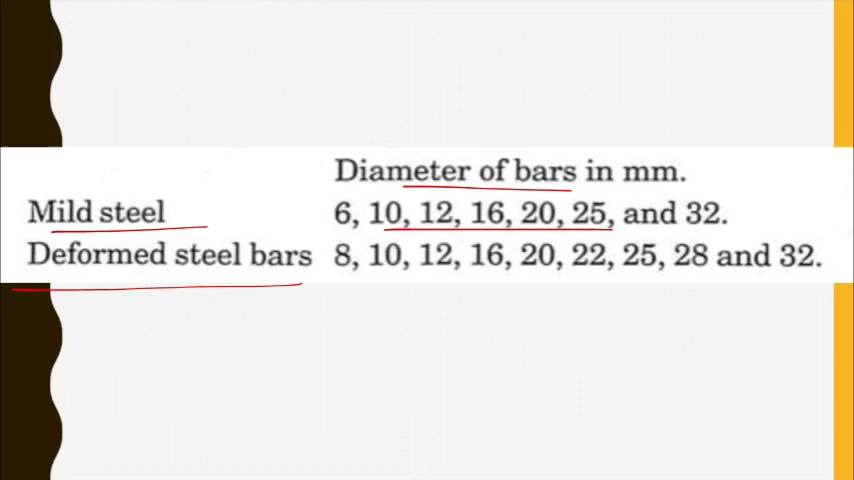 Diameter of bars in mm.
Mild steel 6, 10, 12, 16, 20, 25, and 32.
Deformed steel bars 8, 10, 12, 16, 20, 22, 25, 28 and 32.